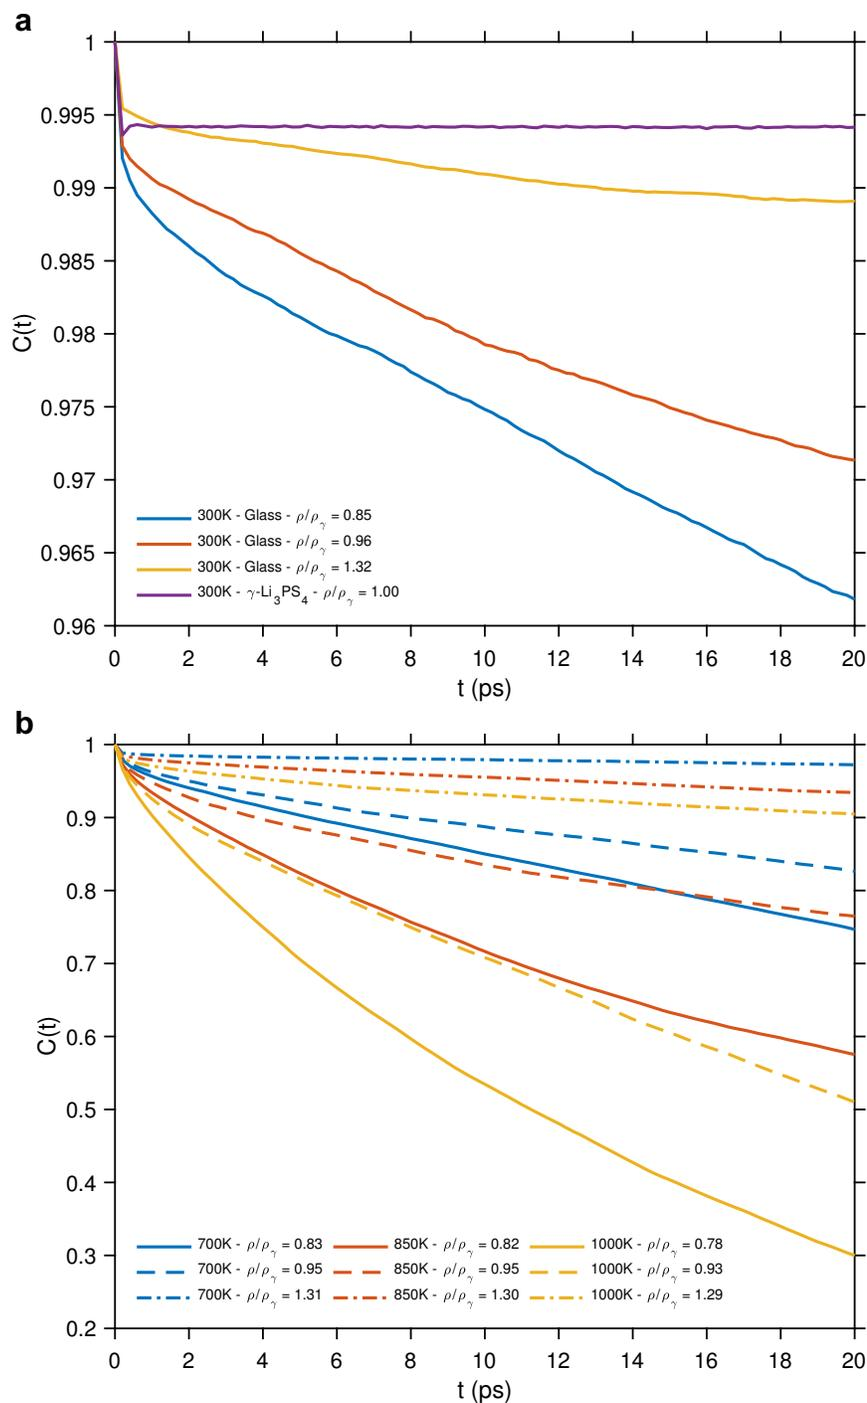 a
1
0.995
0.99
0.985
0.98
0.975
0.97
0.965
0.96
C(t)
300K - Glass - ρ/ργ = 0.85
300K - Glass - ρ/ργ = 0.96
300K - Glass - ρ/ργ = 1.32
300K - γ-Li3PS4 - ρ/ργ = 1.00
0 2 4 6 8 10 12 14 16 18 20
t (ps)
b
1
0.9
0.8
0.7
0.6
0.5
0.4
0.3
0.2
C(t)
700K - ρ/ργ = 0.83 850K - ρ/ργ = 0.82 1000K - ρ/ργ = 0.78
700K - ρ/ργ = 0.95 850K - ρ/ργ = 0.95 1000K - ρ/ργ = 0.93
700K - ρ/ργ = 1.31 850K - ρ/ργ = 1.30 1000K - ρ/ργ = 1.29
0 2 4 6 8 10 12 14 16 18 20
t (ps)